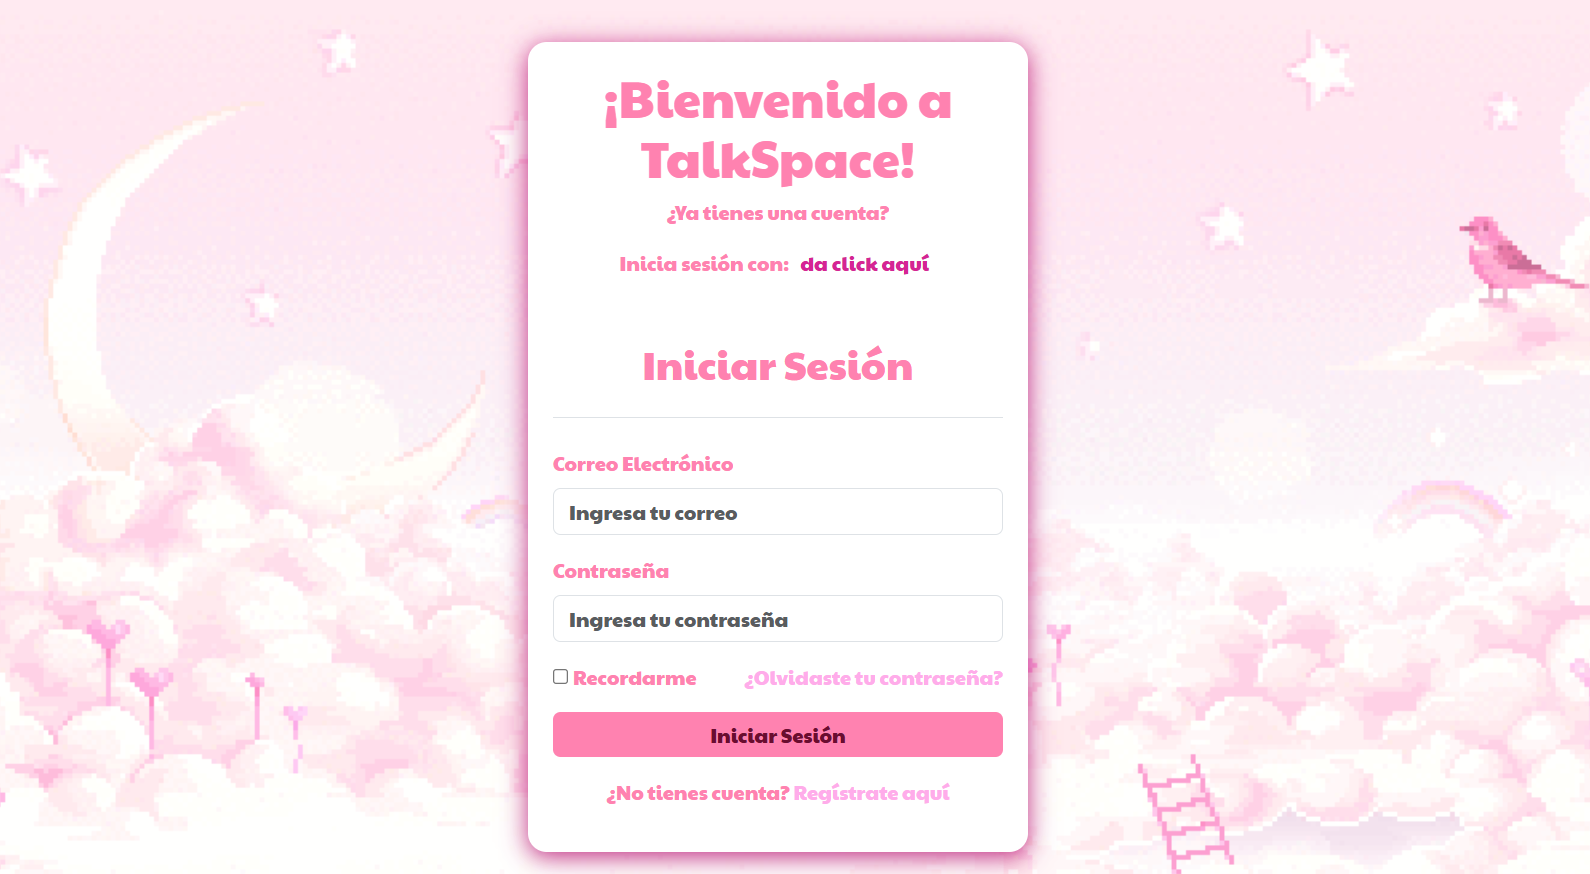 ¡Bienvenido a
TalkSpace!
¿Ya tienes una cuenta?
Inicia sesión con: da click aquí
Iniciar Sesión
Correo Electrónico
Ingresa tu correo
Contraseña
Ingresa tu contraseña
Recordarme ¿Olvidaste tu contraseña?
Iniciar Sesión
¿No tienes cuenta? Regístrate aquí